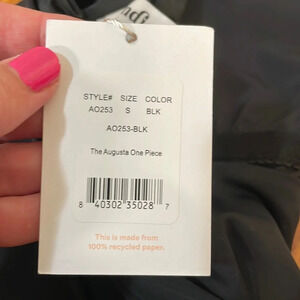 STYLE# SIZE COLOR
AO253 S BLK
AO253-BLK
The Augusta One Piece
8 40302 35028 7
This is made from
100% recycled paper.